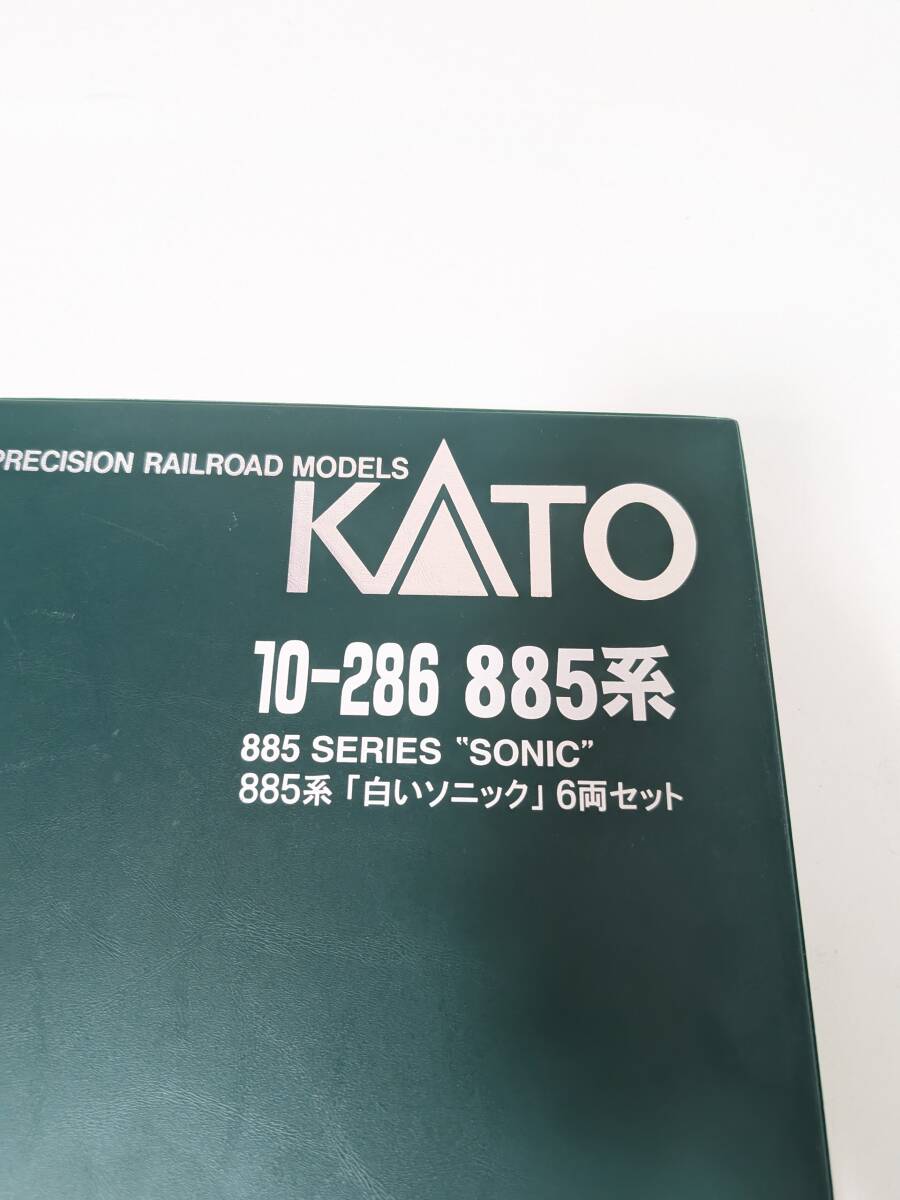 PRECISION RAILROAD MODELS
KATO
10-286 885系
885 SERIES "SONIC"
885系「白いソニック」6両セット